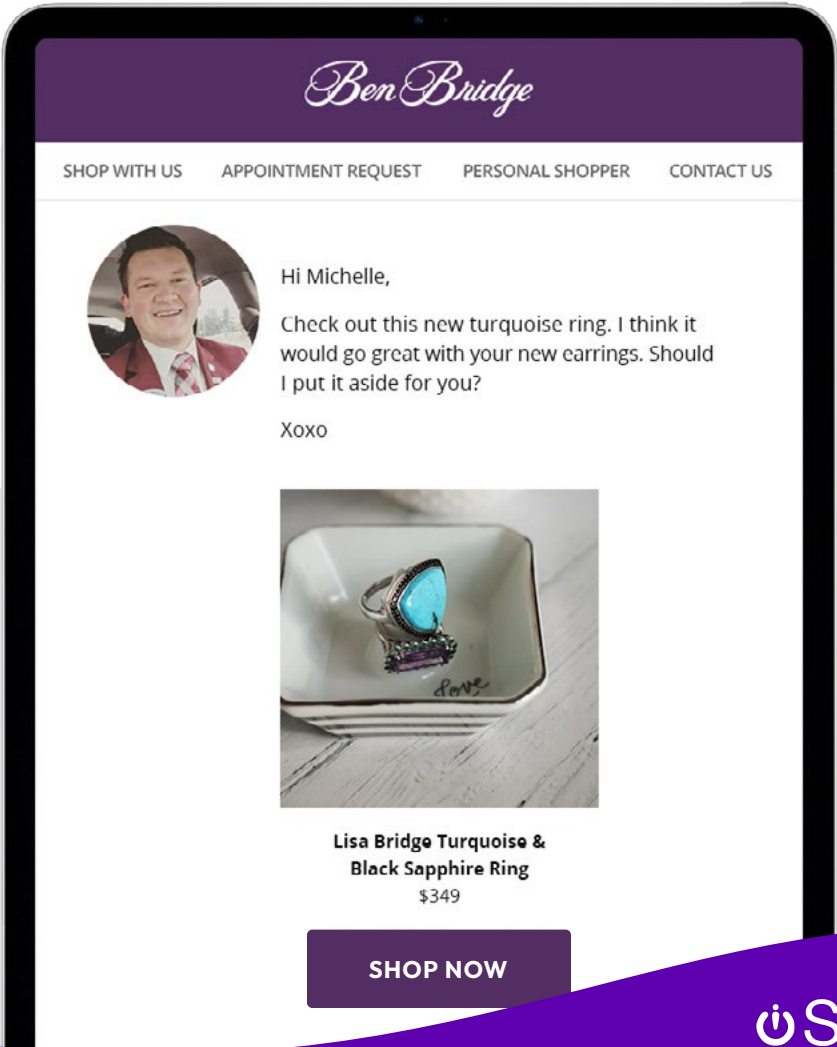 Ben Bridge
SHOP WITH US APPOINTMENT REQUEST PERSONAL SHOPPER CONTACT US
Hi Michelle,
Check out this new turquoise ring. I think it
would go great with your new earrings. Should
I put it aside for you?
Xoxo
Love
Lisa Bridge Turquoise &
Black Sapphire Ring
$349
SHOP NOW